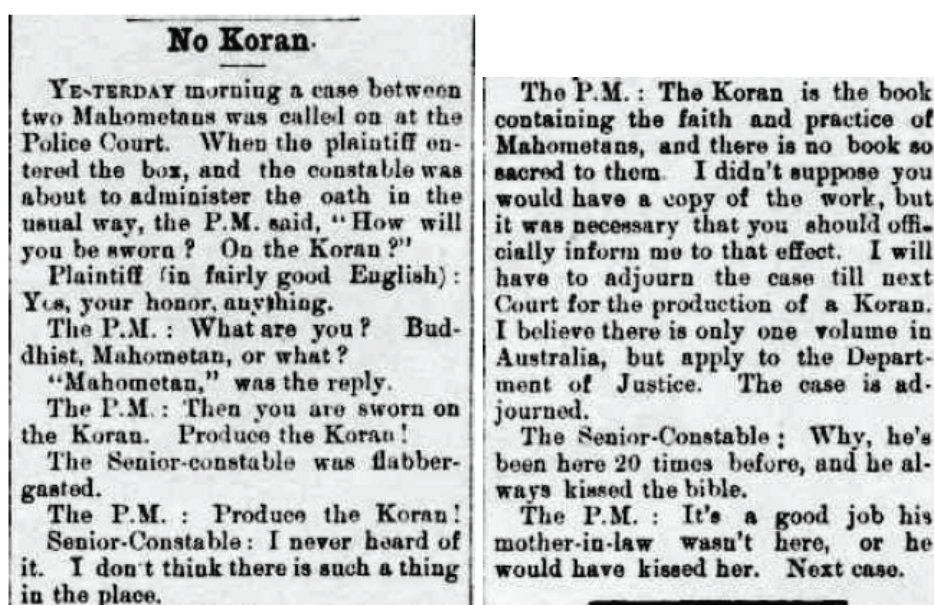 No Koran.
YESTERDAY morning a case between
two Mahometans was called on at the
Police Court. When the plaintiff en-
tered the box, and the constable was
about to administer the oath in the
usual way, the P.M. said, "How will
you be sworn? On the Koran?"
Plaintiff (in fairly good English):
Yes, your honor, anything.
The P.M.: What are you? Bud-
dhist, Mahometan, or what?
"Mahometan," was the reply.
The P.M.: Then you are sworn on
the Koran. Produce the Koran!
The Senior-constable was flabber-
gasted.
The P.M.: Produce the Koran!
Senior-Constable: I never heard of
it. I don't think there is such a thing
in the place.
The P.M.: The Koran is the book
containing the faith and practice of
Mahometans, and there is no book so
sacred to them. I didn't suppose you
would have a copy of the work, but
it was necessary that you should offi-
cially inform me to that effect. I will
have to adjourn the case till next
Court for the production of a Koran.
I believe there is only one volume in
Australia, but apply to the Depart-
ment of Justice. The case is ad-
journed.
The Senior-Constable: Why, he's
been here 20 times before, and he al-
ways kissed the bible.
The P.M.: It's a good job his
mother-in-law wasn't here, or he
would have kissed her. Next case.